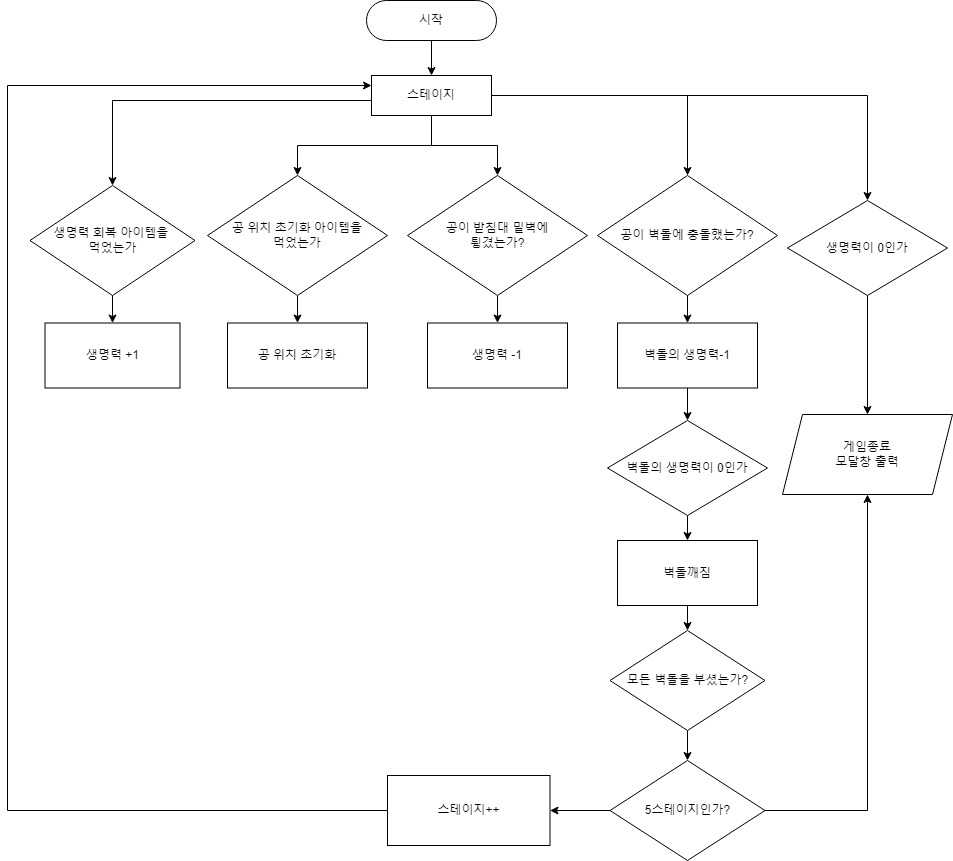 시작
스테이지
생명력 회복 아이템을
먹었는가
공 위치 초기화 아이템을
먹었는가
공이 받침대 밑벽에
튕겼는가?
공이 벽돌에 충돌했는가?
생명력이 0인가
생명력 +1
공 위치 초기화
생명력 -1
벽돌의 생명력-1
게임종료
모달창 출력
벽돌의 생명력이 0인가
벽돌깨짐
모든 벽돌을 부셨는가?
스테이지++
5스테이지인가?